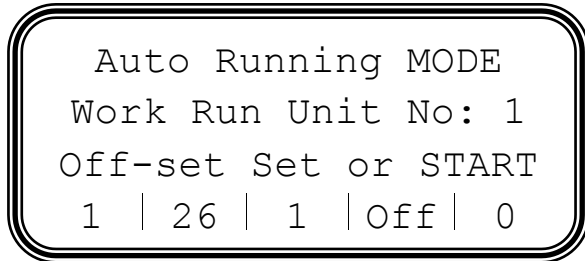 Auto Running MODE
Work Run Unit No: 1
Off-set Set or START
1 | 26 | 1 | Off | 0